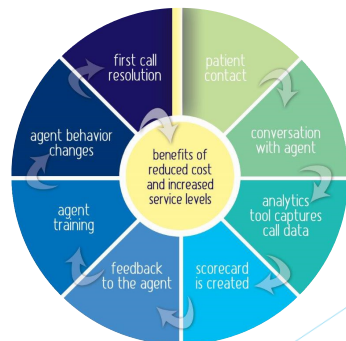 patient
contact
conversation
with agent
analytics
tool captures
call data
scorecard
is created
feedback
to the agent
agent
training
agent behavior
changes
first call
resolution
benefits of
reduced cost
and increased
service levels